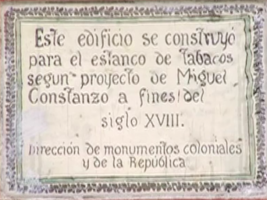 Este edificio se construyó
para el estanco de tabacos
segun proyecto de Miguel
Constanzo a fines del
siglo XVIII.
Dirección de monumentos coloniales
y de la República